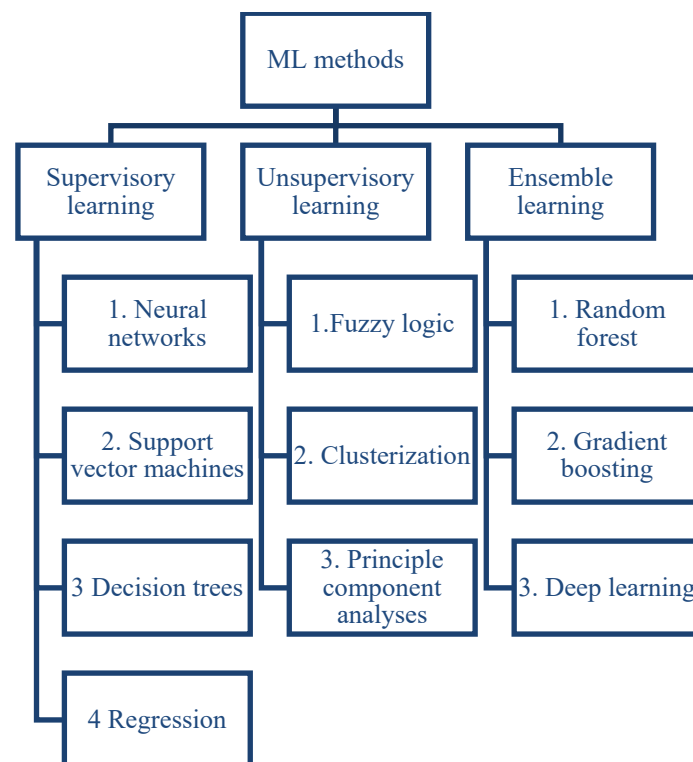 ML methods
Supervisory
learning
1. Neural
networks
2. Support
vector machines
3 Decision trees
4 Regression
Unsupervisory
learning
1.Fuzzy logic
2. Clusterization
3. Principle
component
analyses
Ensemble
learning
1. Random
forest
2. Gradient
boosting
3. Deep learning